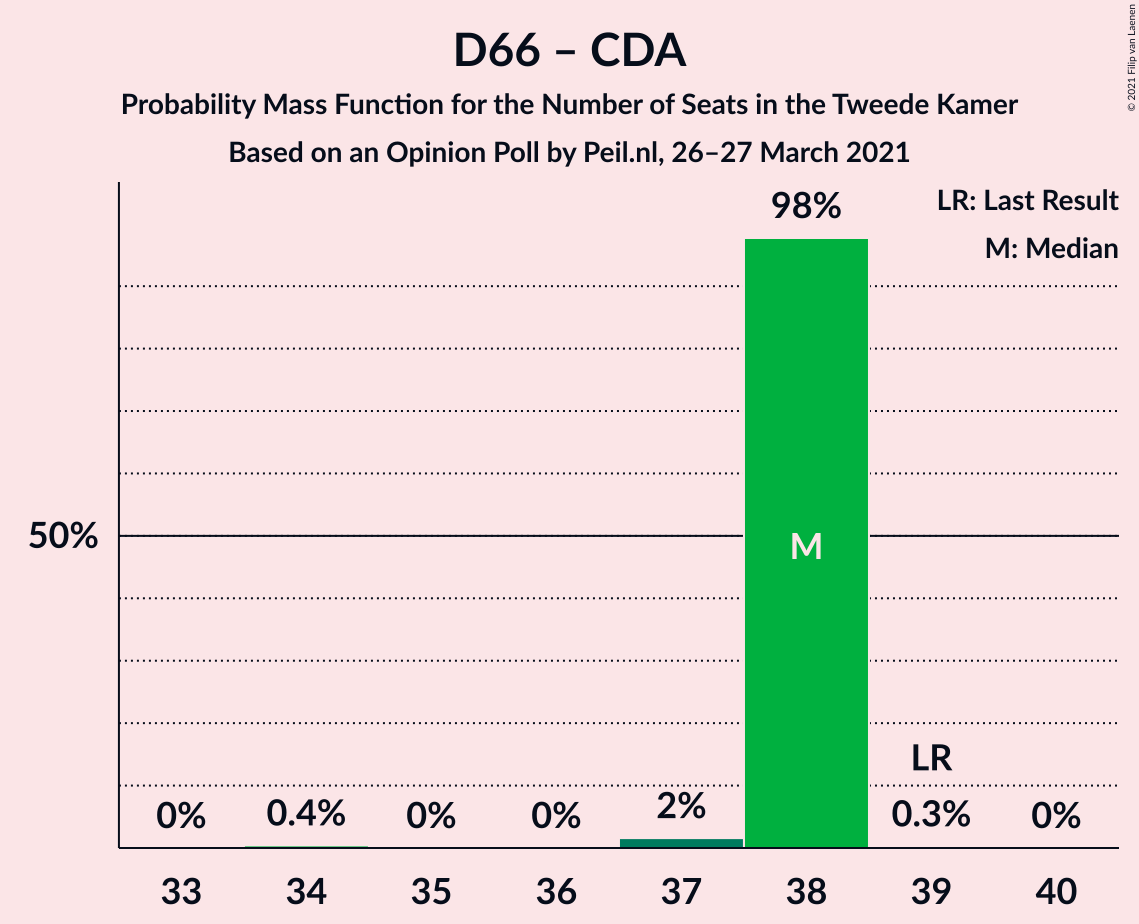 D66 – CDA
Probability Mass Function for the Number of Seats in the Tweede Kamer
Based on an Opinion Poll by Peil.nl, 26–27 March 2021
© 2021 Filip van Laenen
LR: Last Result
M: Median
98%
50%
M
LR
0% 0.4% 0% 0% 2% 0.3% 0%
33 34 35 36 37 38 39 40